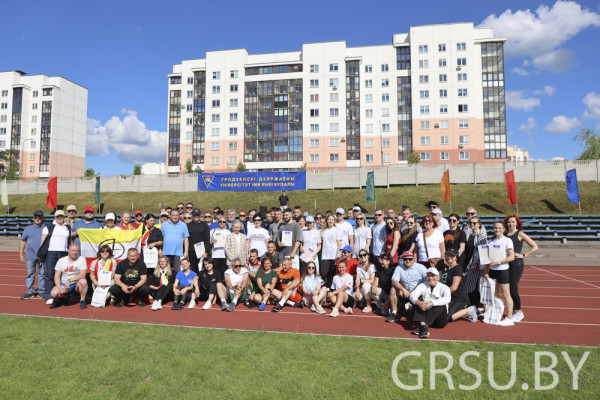 ГРОДЗЕНСКІ ДЗЯРЖАЎНЫ
УНІВЕРСІТЭТ ІМЯ ЯНКІ КУПАЛЫ
GRSU.BY